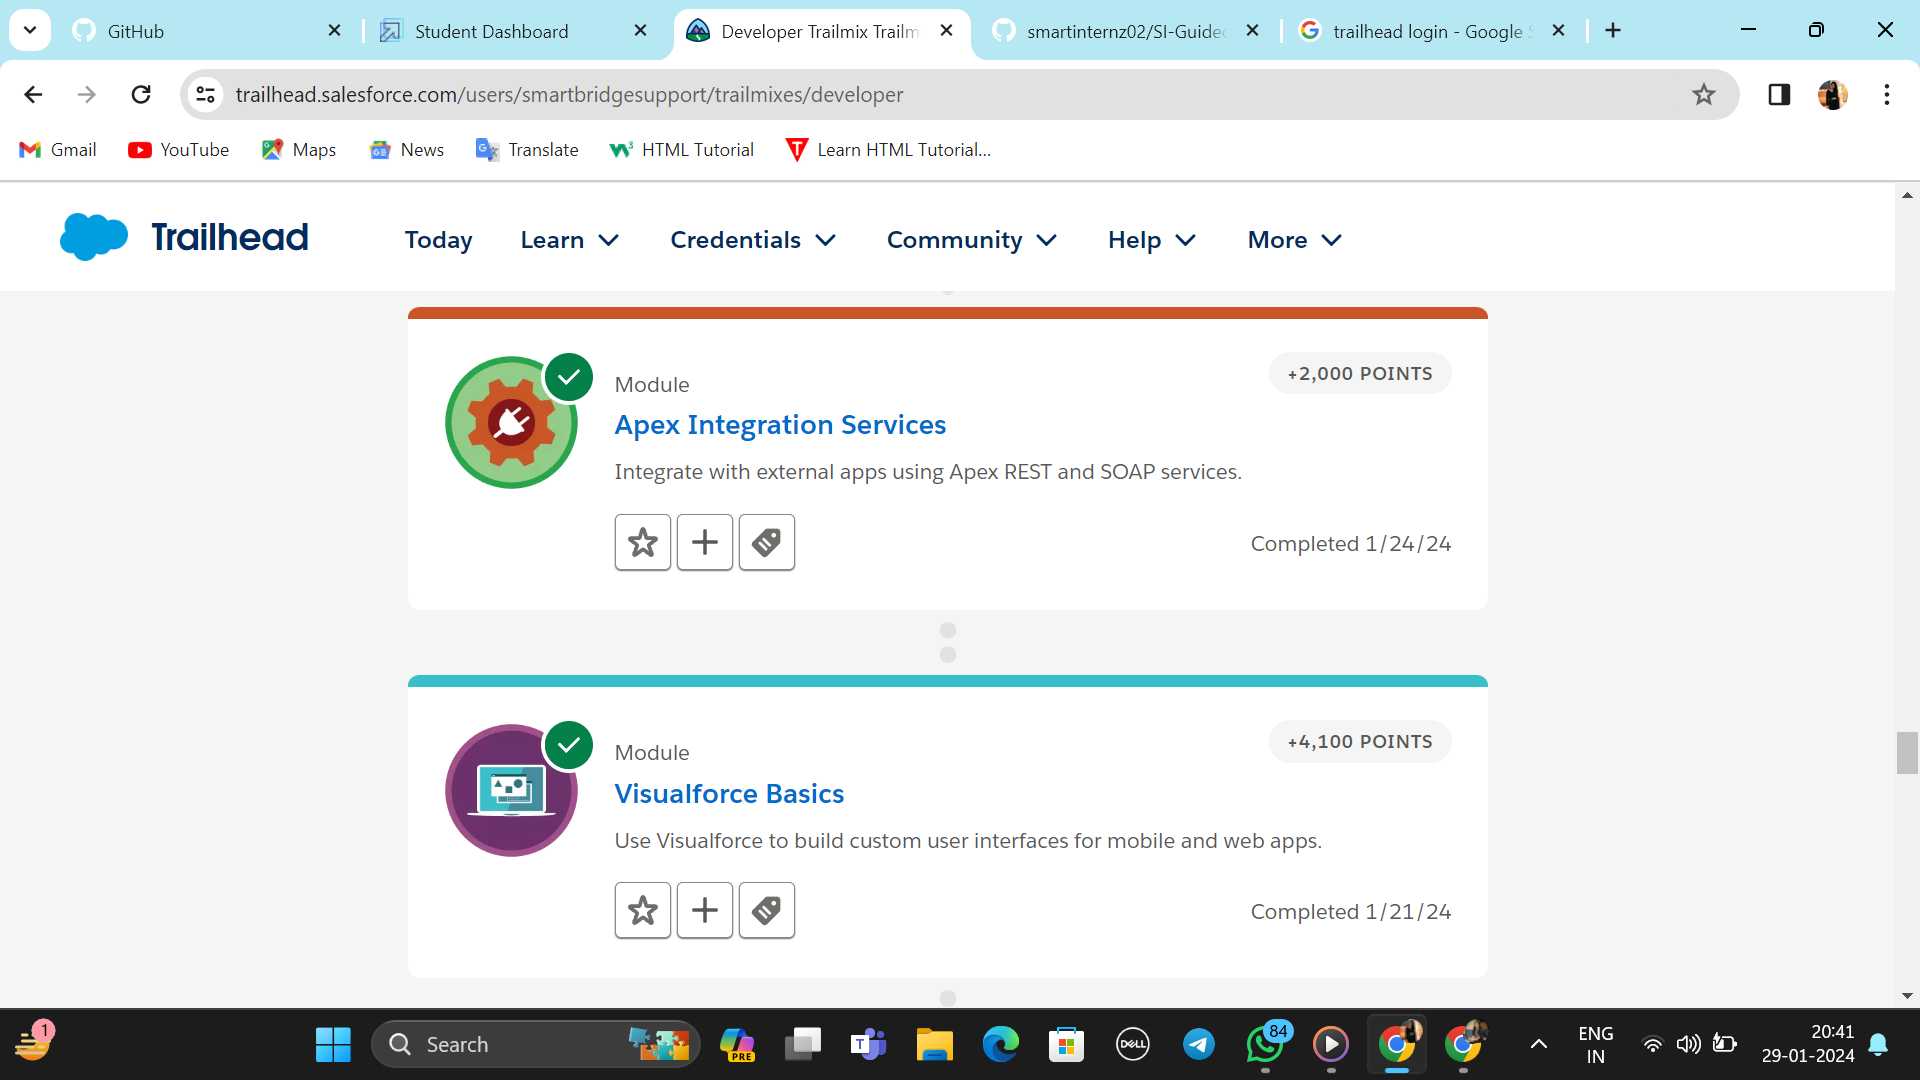 GitHub
Student Dashboard
Developer Trailmix Trailm
smartinternz02/SI-Guided
trailhead login - Google S
trailhead.salesforce.com/users/smartbridgesupport/trailmixes/developer
Gmail
YouTube
Maps
News
Translate
HTML Tutorial
Learn HTML Tutorial...
Trailhead
Today
Learn
Credentials
Community
Help
More
Module
+2,000 POINTS
Apex Integration Services
Integrate with external apps using Apex REST and SOAP services.
Completed 1/24/24
Module
+4,100 POINTS
Visualforce Basics
Use Visualforce to build custom user interfaces for mobile and web apps.
Completed 1/21/24
1
Search
PRE
T
DELL
84
ENG
IN
20:41
29-01-2024